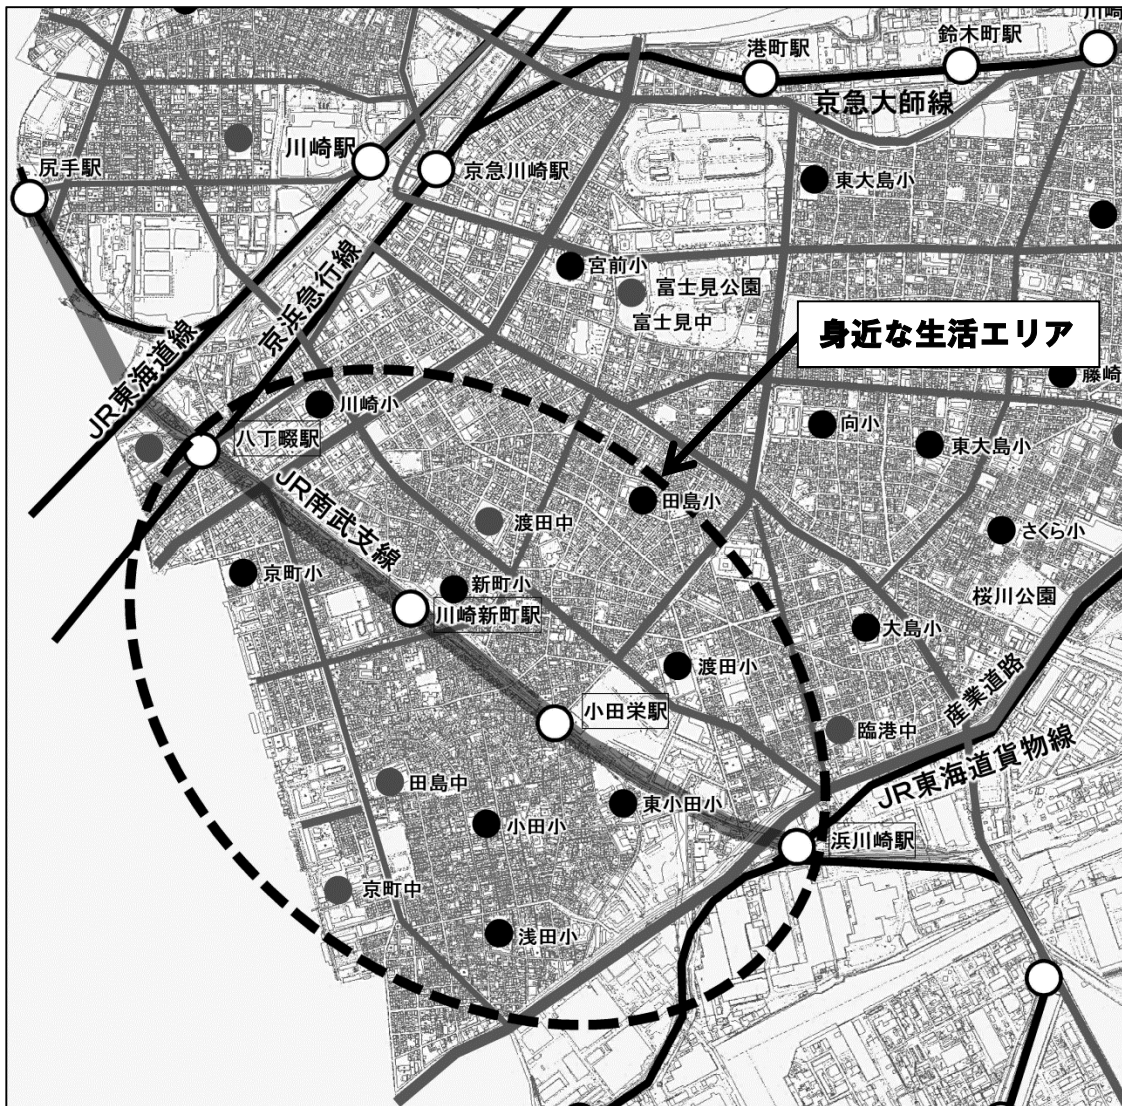 川崎
鈴木町駅
港町駅
京急大師線
川崎駅
尻手駅
京急川崎駅
東大島小
宮前小
京浜急行線
富士見公園
富士見中
身近な生活エリア
JR東海道線
藤崎
川崎小
向小
八丁畷駅
東大島小
JR南武支線
田島小
渡田中
さくら小
京町小
新町小
桜川公園
川崎新町駅
大島小
渡田小
産業道路
小田栄駅
臨港中
JR東海道貨物線
田島中
東小田小
小田小
浜川崎駅
京町中
浅田小